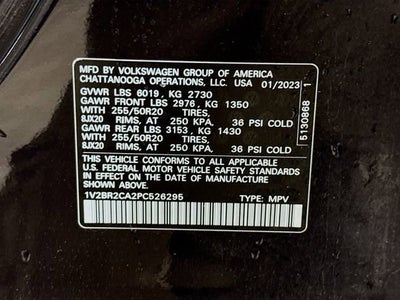 MFD BY VOLKSWAGEN GROUP OF AMERICA
CHATTANOOGA OPERATIONS, LLC. USA 01/2023
GVWR LBS 6019, KG 2730
GAWR FRONT LBS 2976, KG 1350
WITH 255/50R20 TIRES,
8JX20 RIMS, AT 250 KPA. 36 PSI COLD
GAWR REAR LBS 3153, KG 1430
WITH 255/50R20 TIRES,
8JX20 RIMS, AT 250 KPA. 36 PSI COLD
THIS VEHICLE CONFORMS TO ALL APPLICABLE
U.S. FEDERAL MOTOR VEHICLE SAFETY STANDARDS
IN EFFECT ON THE DATE OF MANUFACTURE
SHOWN ABOVE.
1V2BR2CA2PC526295 TYPE: MPV
5130868 1